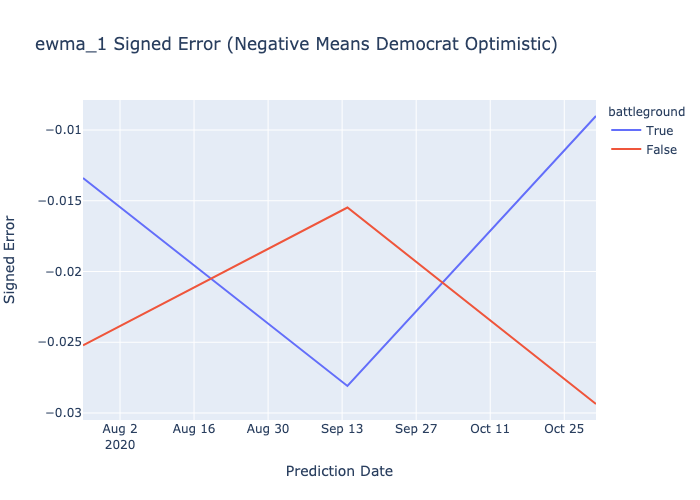 ewma_1 Signed Error (Negative Means Democrat Optimistic)
battleground
True
False
−0.01
−0.015
−0.02
−0.025
−0.03
Signed Error
Aug 2
2020
Aug 16
Aug 30
Sep 13
Sep 27
Oct 11
Oct 25
Prediction Date